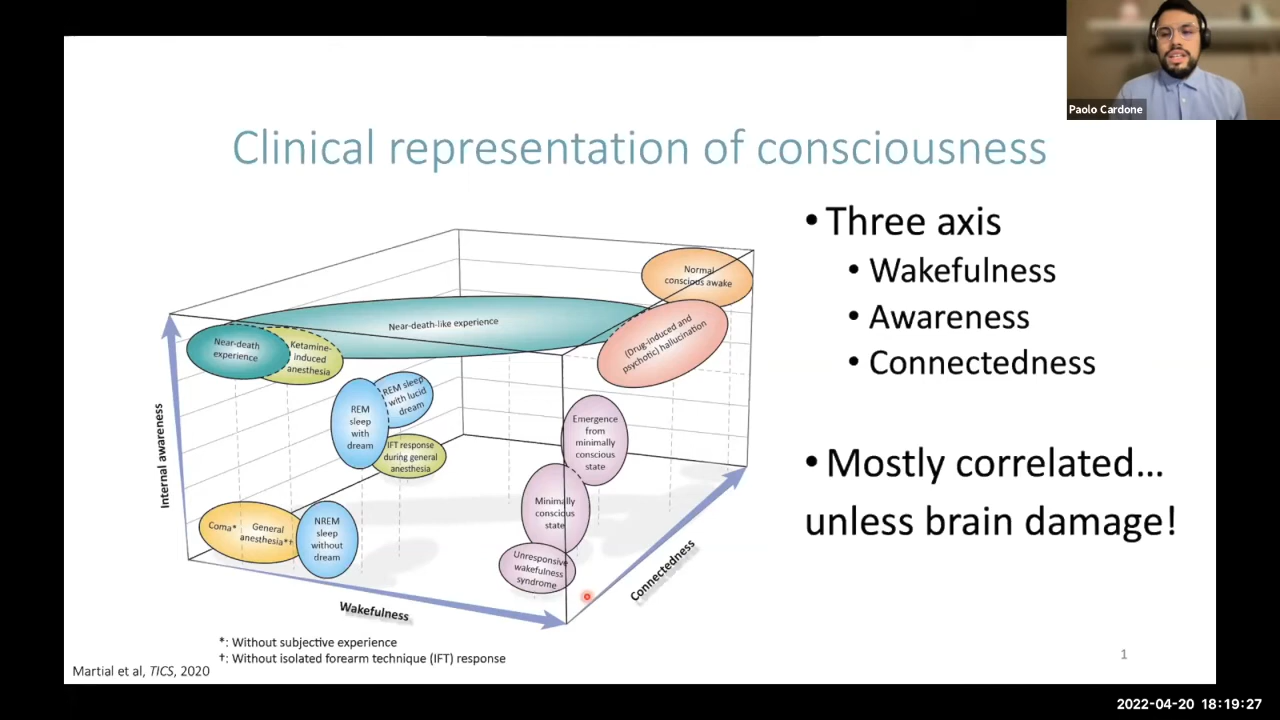 Paolo Cardone
Clinical representation of consciousness
• Three axis
• Wakefulness
• Awareness
• Connectedness
• Mostly correlated…
unless brain damage!
Normal
conscious awake
Near-death-like experience
(Drug-induced and
psychotic) hallucination
Near-death
experience
Ketamine-
induced
anesthesia
REM sleep
with lucid
dream
REM
sleep
with
dream
IFT response
during general
anesthesia
Emergence
from
minimally
conscious
state
Minimally
conscious
state
Unresponsive
wakefulness
syndrome
Coma*
General
anesthesia*†
NREM
sleep
without
dream
Internal awareness
Wakefulness
Connectedness
*: Without subjective experience
†: Without isolated forearm technique (IFT) response
Martial et al, TICS, 2020
1
2022-04-20 18:19:27